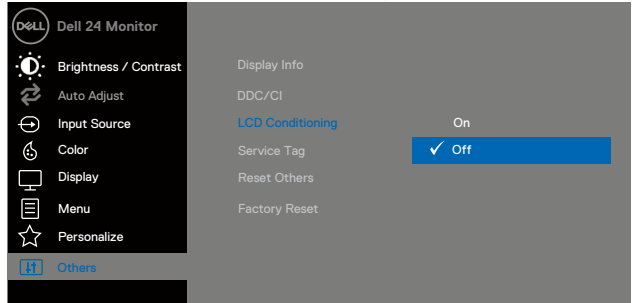 DELL Dell 24 Monitor
Brightness / Contrast
Auto Adjust
Input Source
Color
Display
Menu
Personalize
Others
Display Info
DDC/CI
LCD Conditioning
Service Tag
Reset Others
Factory Reset
On
Off